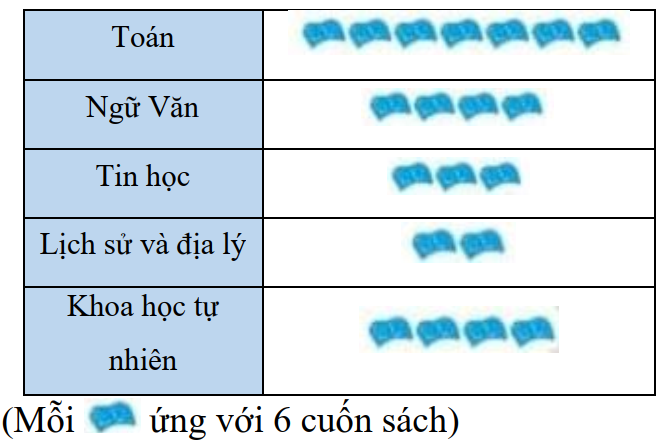 Toán
Ngữ Văn
Tin học
Lịch sử và địa lý
Khoa học tự
nhiên
(Mỗi ứng với 6 cuốn sách)